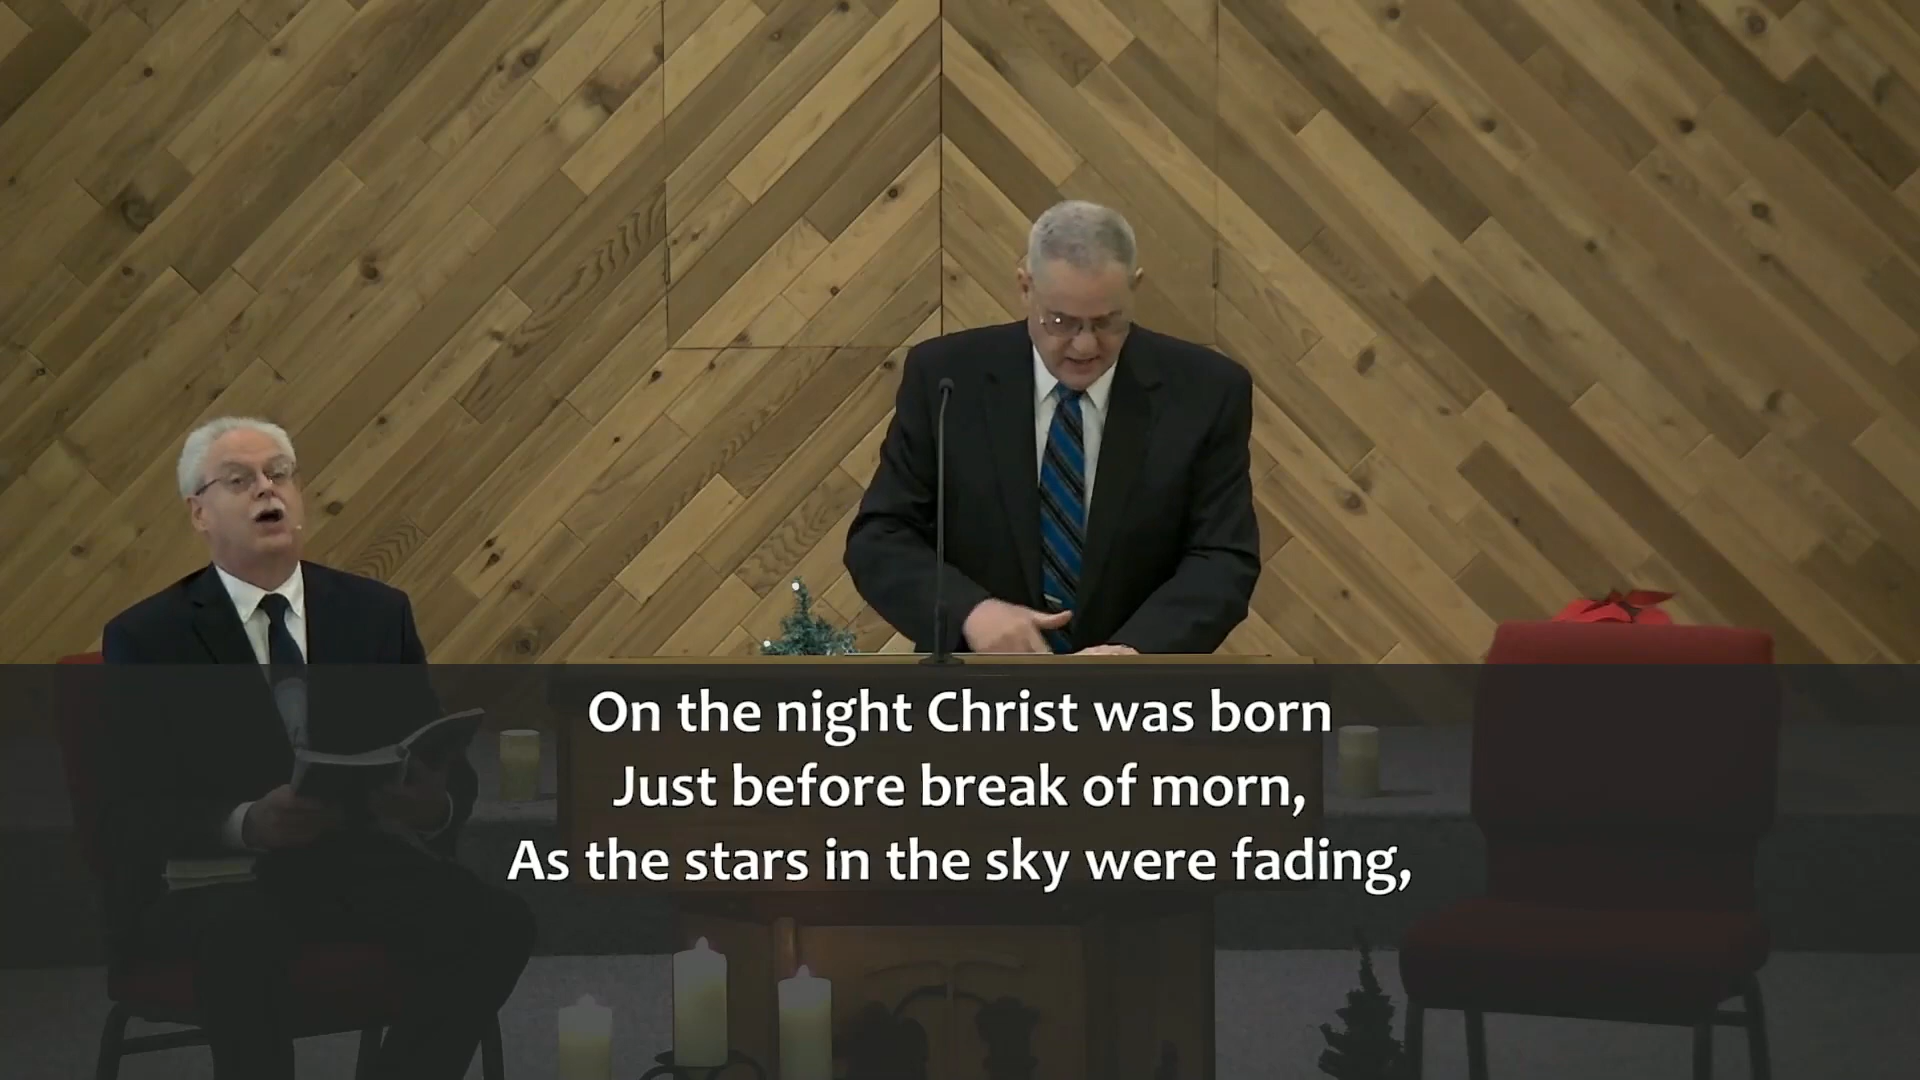 On the night Christ was born
Just before break of morn,
As the stars in the sky were fading,